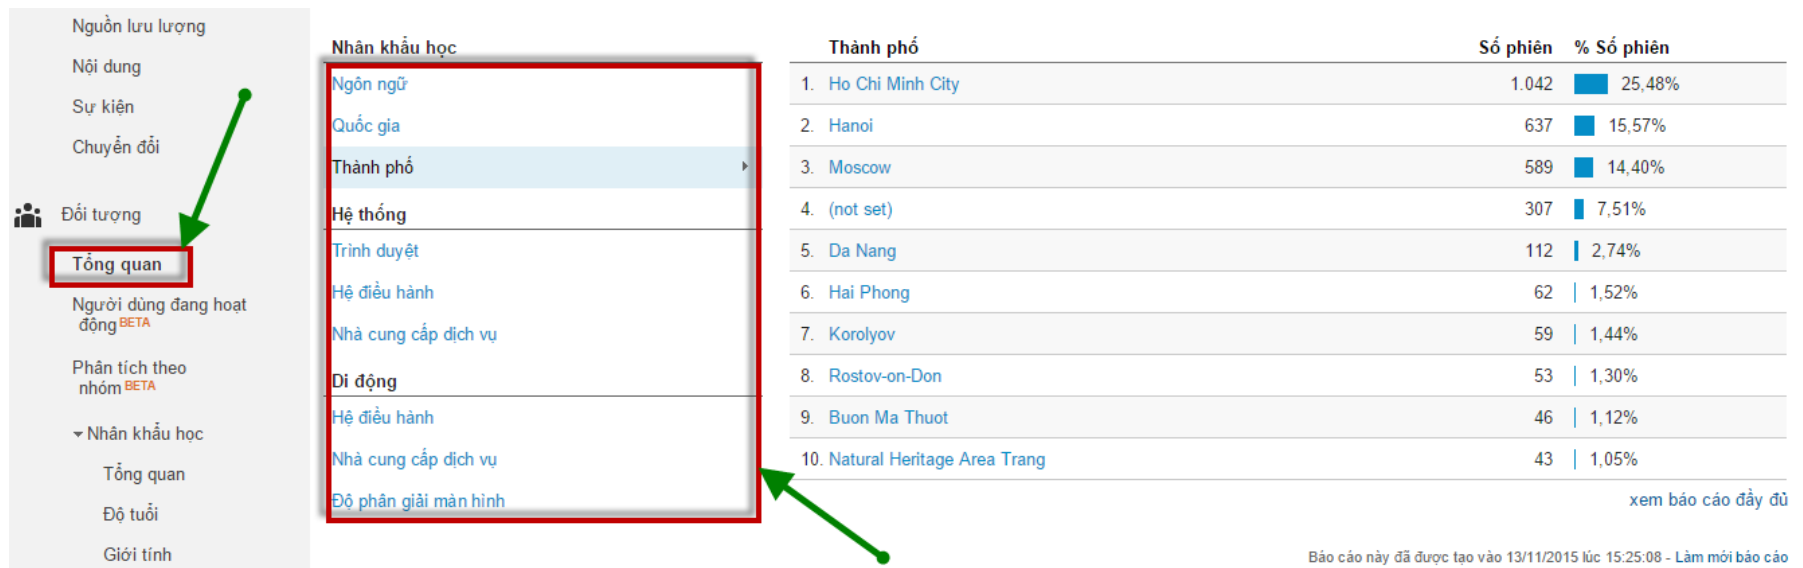 Nguồn lưu lượng
Nội dung
Sự kiện
Chuyển đổi
Đối tượng
Tổng quan
Người dùng đang hoạt
động BETA
Phân tích theo
nhóm BETA
Nhân khẩu học
Tổng quan
Độ tuổi
Giới tính
Nhân khẩu học
Ngôn ngữ
Quốc gia
Thành phố
Hệ thống
Trình duyệt
Hệ điều hành
Nhà cung cấp dịch vụ
Di động
Hệ điều hành
Nhà cung cấp dịch vụ
Độ phân giải màn hình
Thành phố Số phiên % Số phiên
1. Ho Chi Minh City 1.042 25,48%
2. Hanoi 637 15,57%
3. Moscow 589 14,40%
4. (not set) 307 7,51%
5. Da Nang 112 2,74%
6. Hai Phong 62 1,52%
7. Korolyov 59 1,44%
8. Rostov-on-Don 53 1,30%
9. Buon Ma Thuot 46 1,12%
10. Natural Heritage Area Trang 43 1,05%
xem báo cáo đầy đủ
Báo cáo này đã được tạo vào 13/11/2015 lúc 15:25:08 - Làm mới báo cáo